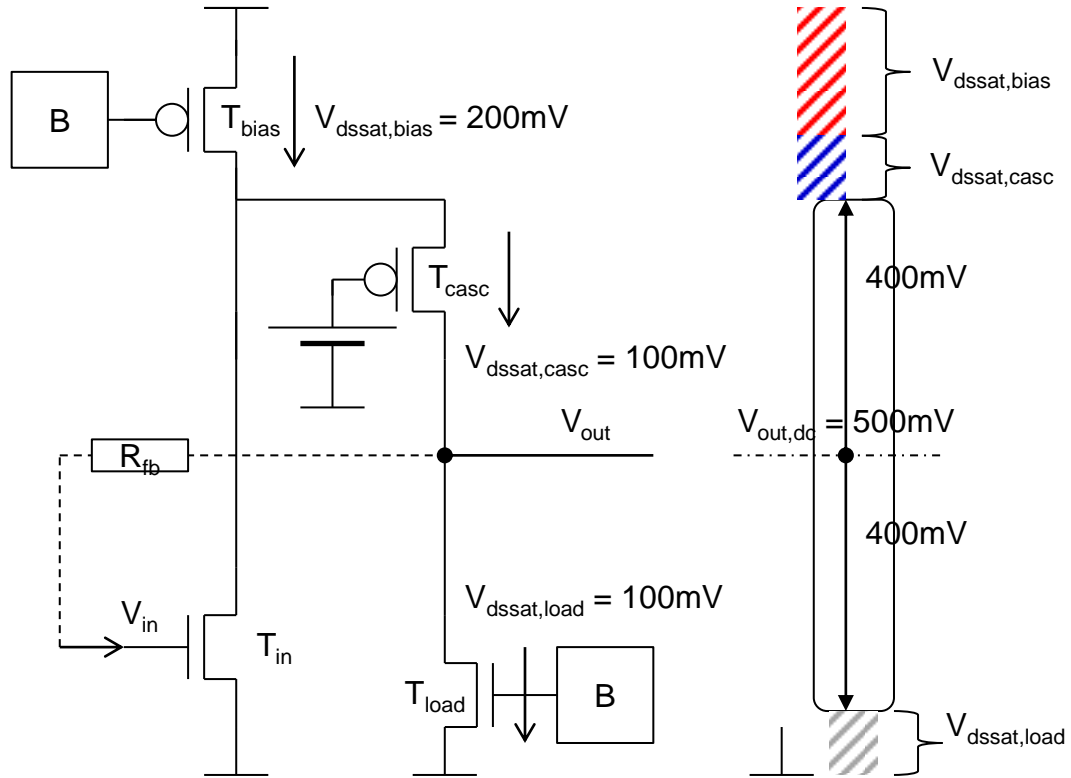 V_dssat,bias
B
T_bias
V_dssat,bias = 200mV
V_dssat,casc
T_casc
400mV
V_dssat,casc = 100mV
V_out
V_out,dc = 500mV
R_fb
400mV
V_dssat,load = 100mV
V_in
T_in
T_load
B
V_dssat,load